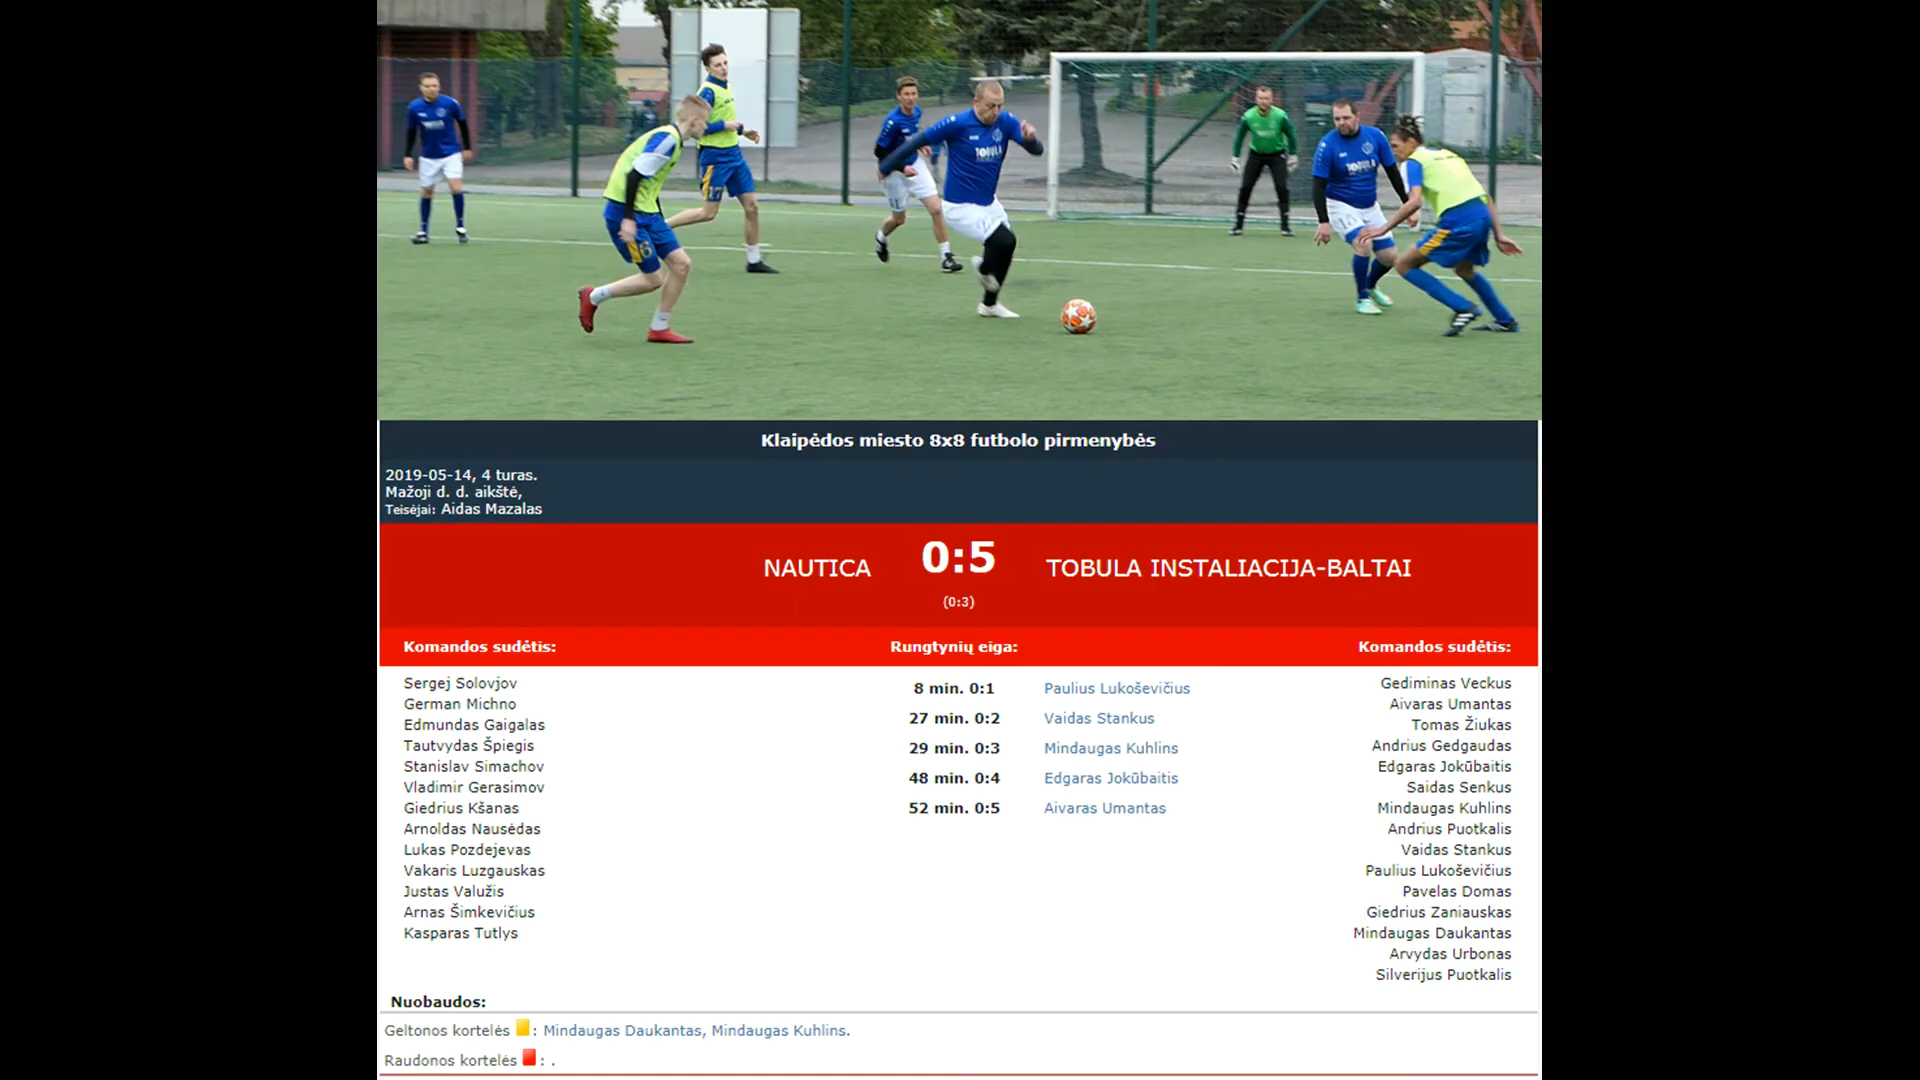 TOBULA
TOBULA
17
6
Klaipėdos miesto 8x8 futbolo pirmenybės
2019-05-14, 4 turas.
Mažoji d. d. aikštė,
Teisėjai: Aidas Mazalas
NAUTICA 0:5 TOBULA INSTALIACIJA-BALTAI
(0:3)
Komandos sudėtis: Rungtynių eiga: Komandos sudėtis:
Sergej Solovjov
German Michno
Edmundas Gaigalas
Tautvydas Špiegis
Stanislav Simachov
Vladimir Gerasimov
Giedrius Kšanas
Arnoldas Nausėdas
Lukas Pozdejevas
Vakaris Luzgauskas
Justas Valužis
Arnas Šimkevičius
Kasparas Tutlys
8 min. 0:1 Paulius Lukoševičius
27 min. 0:2 Vaidas Stankus
29 min. 0:3 Mindaugas Kuhlins
48 min. 0:4 Edgaras Jokūbaitis
52 min. 0:5 Aivaras Umantas
Gediminas Veckus
Aivaras Umantas
Tomas Žiukas
Andrius Gedgaudas
Edgaras Jokūbaitis
Saidas Senkus
Mindaugas Kuhlins
Andrius Puotkalis
Vaidas Stankus
Paulius Lukoševičius
Pavelas Domas
Giedrius Zaniauskas
Mindaugas Daukantas
Arvydas Urbonas
Silverijus Puotkalis
Nuobaudos:
Geltonos kortelės : Mindaugas Daukantas, Mindaugas Kuhlins.
Raudonos kortelės : .